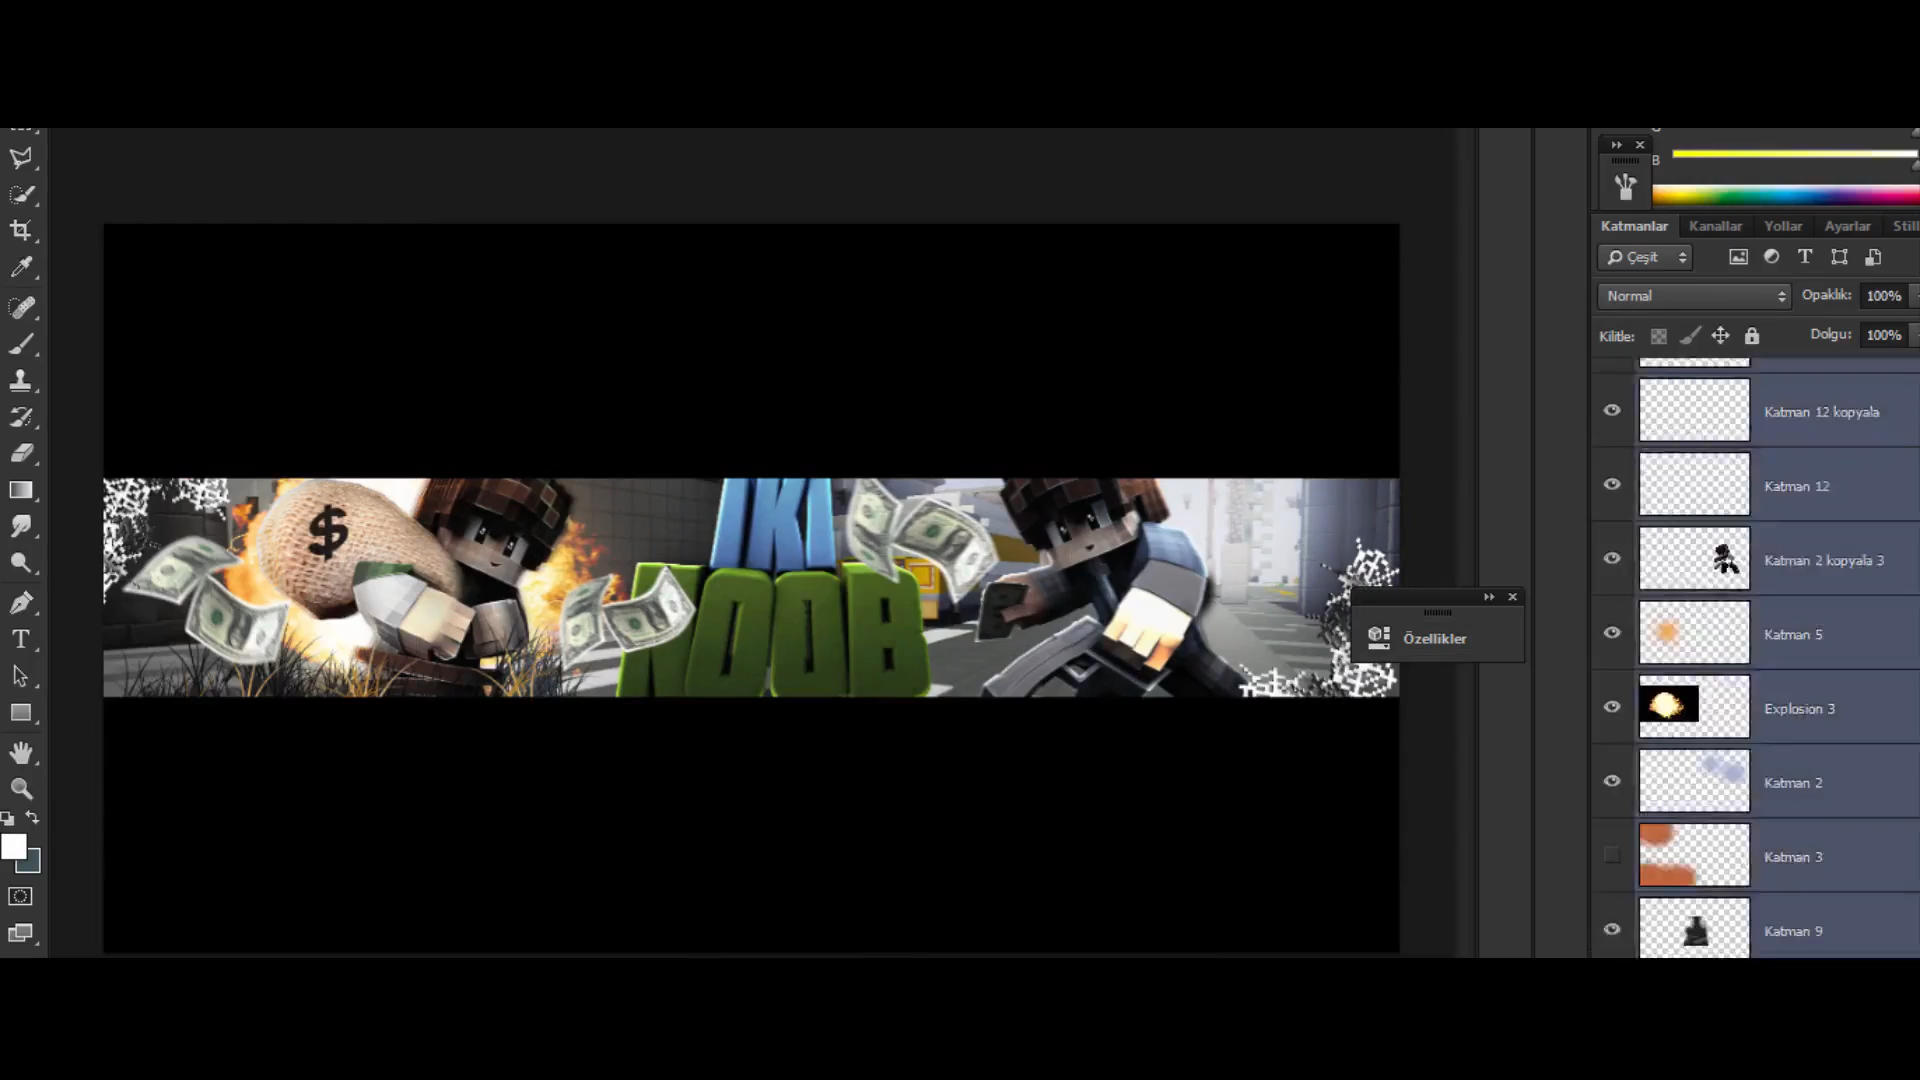 B
Katmanlar Kanallar Yollar Ayarlar Still
Çeşit
Normal Opaklık: 100%
Kilitle: Dolgu: 100%
Katman 12 kopyala
Katman 12
Katman 2 kopyala 3
Katman 5
Explosion 3
Katman 2
Katman 3
Katman 9
Özellikler
$
IKI
NOOB